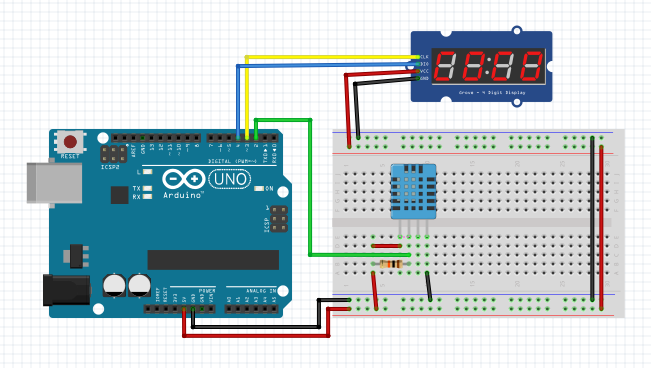 CLK
DIO
VCC
GND
Grove - 4 Digit Display
RESET
ICSP2
AREF
GND
13
12
~11
~10
~9
8
7
~6
~5
4
~3
2
TX→1
RX←0
DIGITAL (PWM~)
L
TX
RX
Arduino™
UNO
ON
ICSP
1
IOREF
RESET
3V3
5V
GND
GND
VIN
POWER
ANALOG IN
A0
A1
A2
A3
A4
A5